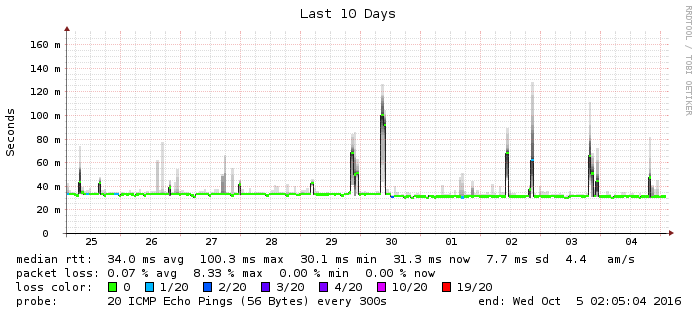 Last 10 Days
RRDTOOL / TOBI OETIKER
Seconds
160 m
140 m
120 m
100 m
80 m
60 m
40 m
20 m
0
25 26 27 28 29 30 01 02 03 04
median rtt: 34.0 ms avg 100.3 ms max 30.1 ms min 31.3 ms now 7.7 ms sd 4.4 am/s
packet loss: 0.07 % avg 8.33 % max 0.00 % min 0.00 % now
loss color: 0 1/20 2/20 3/20 4/20 10/20 19/20
probe: 20 ICMP Echo Pings (56 Bytes) every 300s end: Wed Oct 5 02:05:04 2016